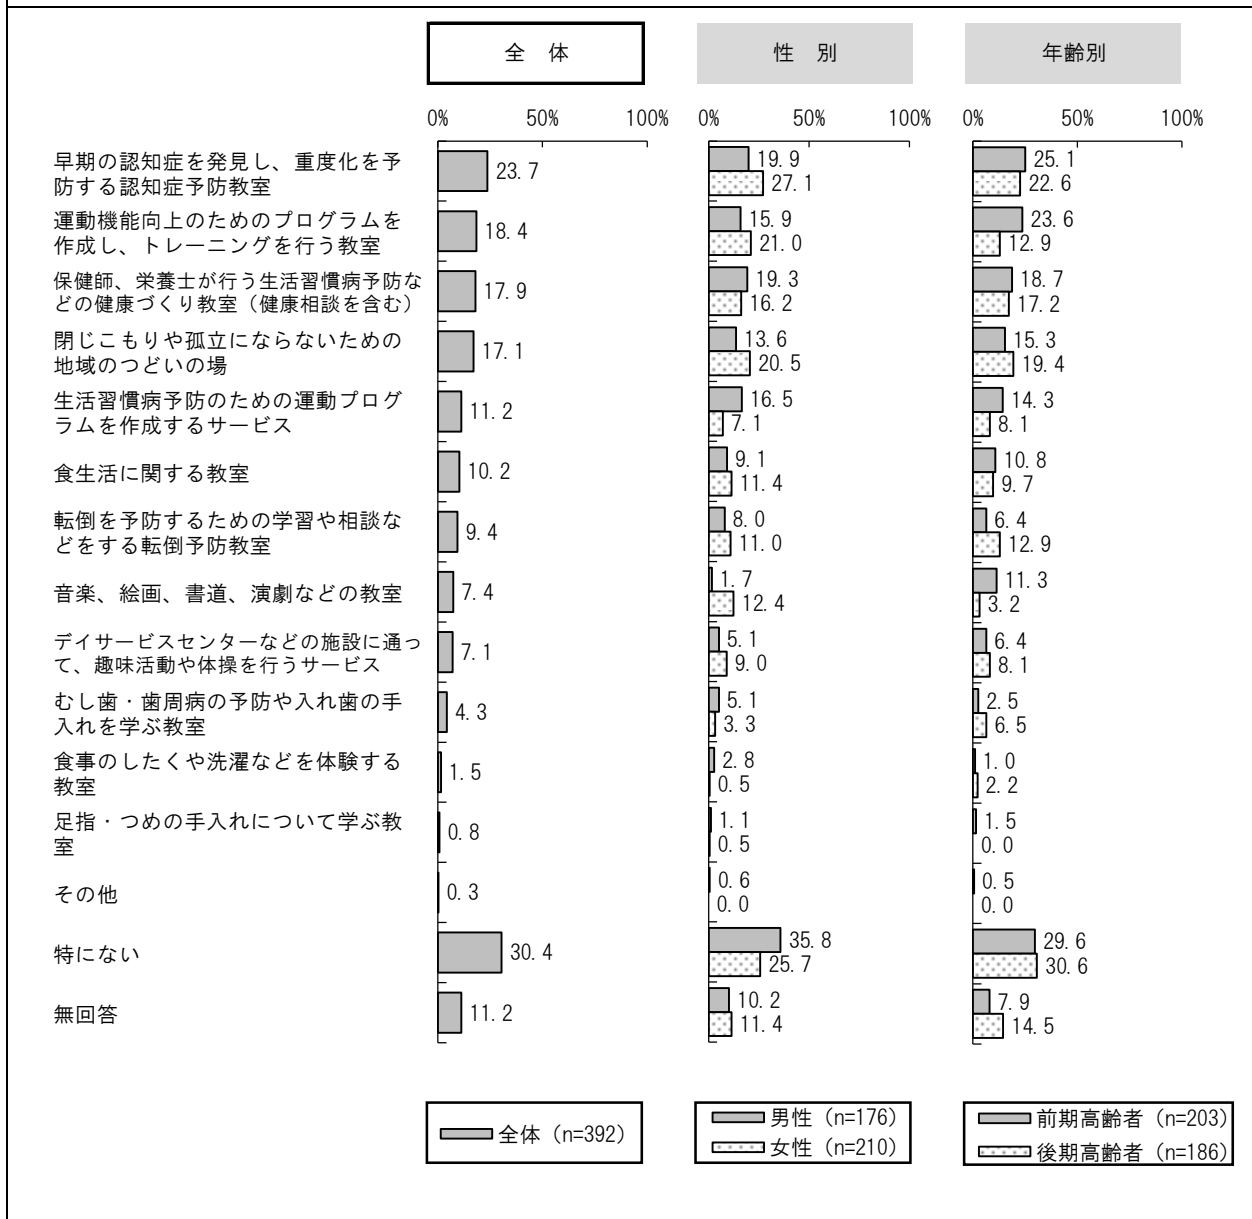 全　体
性　別
年齢別
0% 50% 100%
0% 50% 100%
0% 50% 100%
早期の認知症を発見し、重度化を予
防する認知症予防教室
23.7
19.9
27.1
25.1
22.6
運動機能向上のためのプログラムを
作成し、トレーニングを行う教室
18.4
15.9
21.0
23.6
12.9
保健師、栄養士が行う生活習慣病予防な
どの健康づくり教室（健康相談を含む）
17.9
19.3
16.2
18.7
17.2
閉じこもりや孤立にならないための
地域のつどいの場
17.1
13.6
20.5
15.3
19.4
生活習慣病予防のための運動プログ
ラムを作成するサービス
11.2
16.5
7.1
14.3
8.1
食生活に関する教室
10.2
9.1
11.4
10.8
9.7
転倒を予防するための学習や相談な
どをする転倒予防教室
9.4
8.0
11.0
6.4
12.9
音楽、絵画、書道、演劇などの教室
7.4
1.7
12.4
11.3
3.2
デイサービスセンターなどの施設に通っ
て、趣味活動や体操を行うサービス
7.1
5.1
9.0
6.4
8.1
むし歯・歯周病の予防や入れ歯の手
入れを学ぶ教室
4.3
5.1
3.3
2.5
6.5
食事のしたくや洗濯などを体験する
教室
1.5
2.8
0.5
1.0
2.2
足指・つめの手入れについて学ぶ教
室
0.8
1.1
0.5
1.5
0.0
その他
0.3
0.6
0.0
0.5
0.0
特にない
30.4
35.8
25.7
29.6
30.6
無回答
11.2
10.2
11.4
7.9
14.5
全体（n=392）
男性（n=176）
女性（n=210）
前期高齢者（n=203）
後期高齢者（n=186）